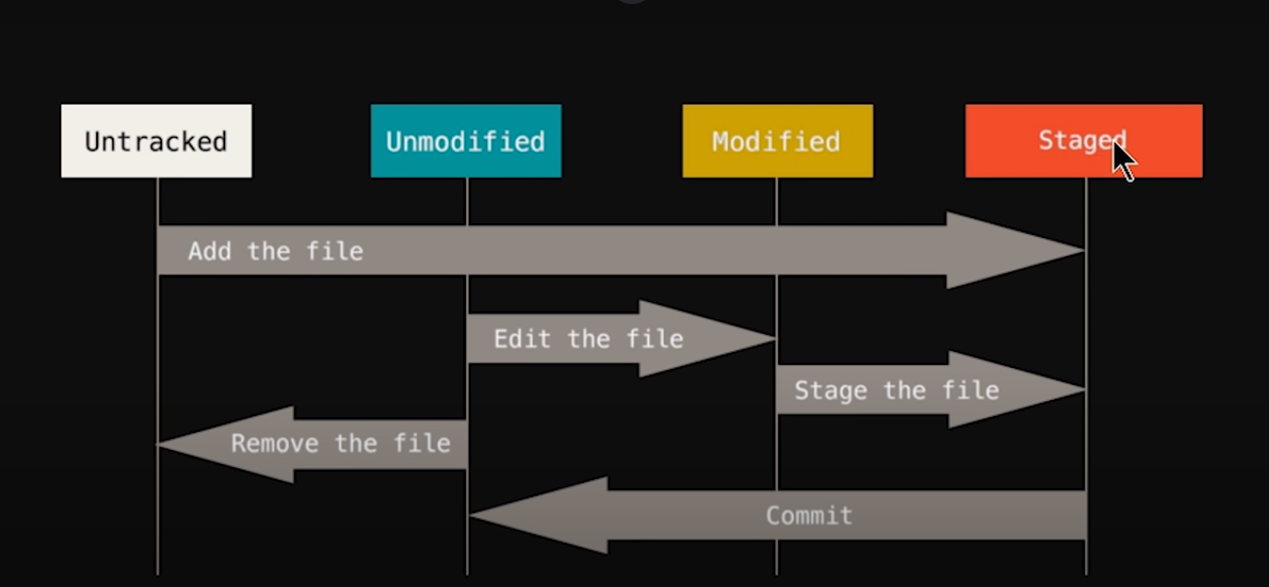 Untracked
Unmodified
Modified
Staged
Add the file
Edit the file
Stage the file
Remove the file
Commit